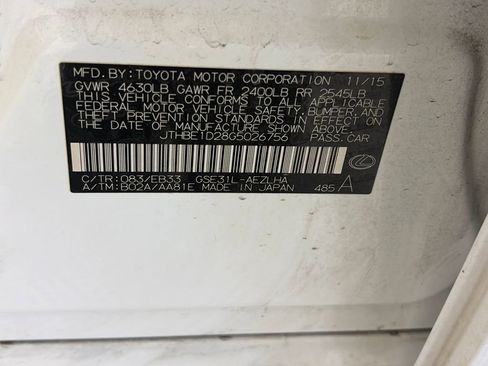 MFD. BY: TOYOTA MOTOR CORPORATION 11/15
GVWR 4630LB GAWR FR 2400LB RR 2545LB
THIS VEHICLE CONFORMS TO ALL APPLICABLE
FEDERAL MOTOR VEHICLE SAFETY, BUMPER, AND
THEFT PREVENTION STANDARDS IN EFFECT ON
THE DATE OF MANUFACTURE SHOWN ABOVE.
JTHBE1D28G5026756 PASS. CAR
C/TR: 083/EB33 GSE31L-AEZLHA
A/TM: B02A/AA81E MADE IN JAPAN 485 A